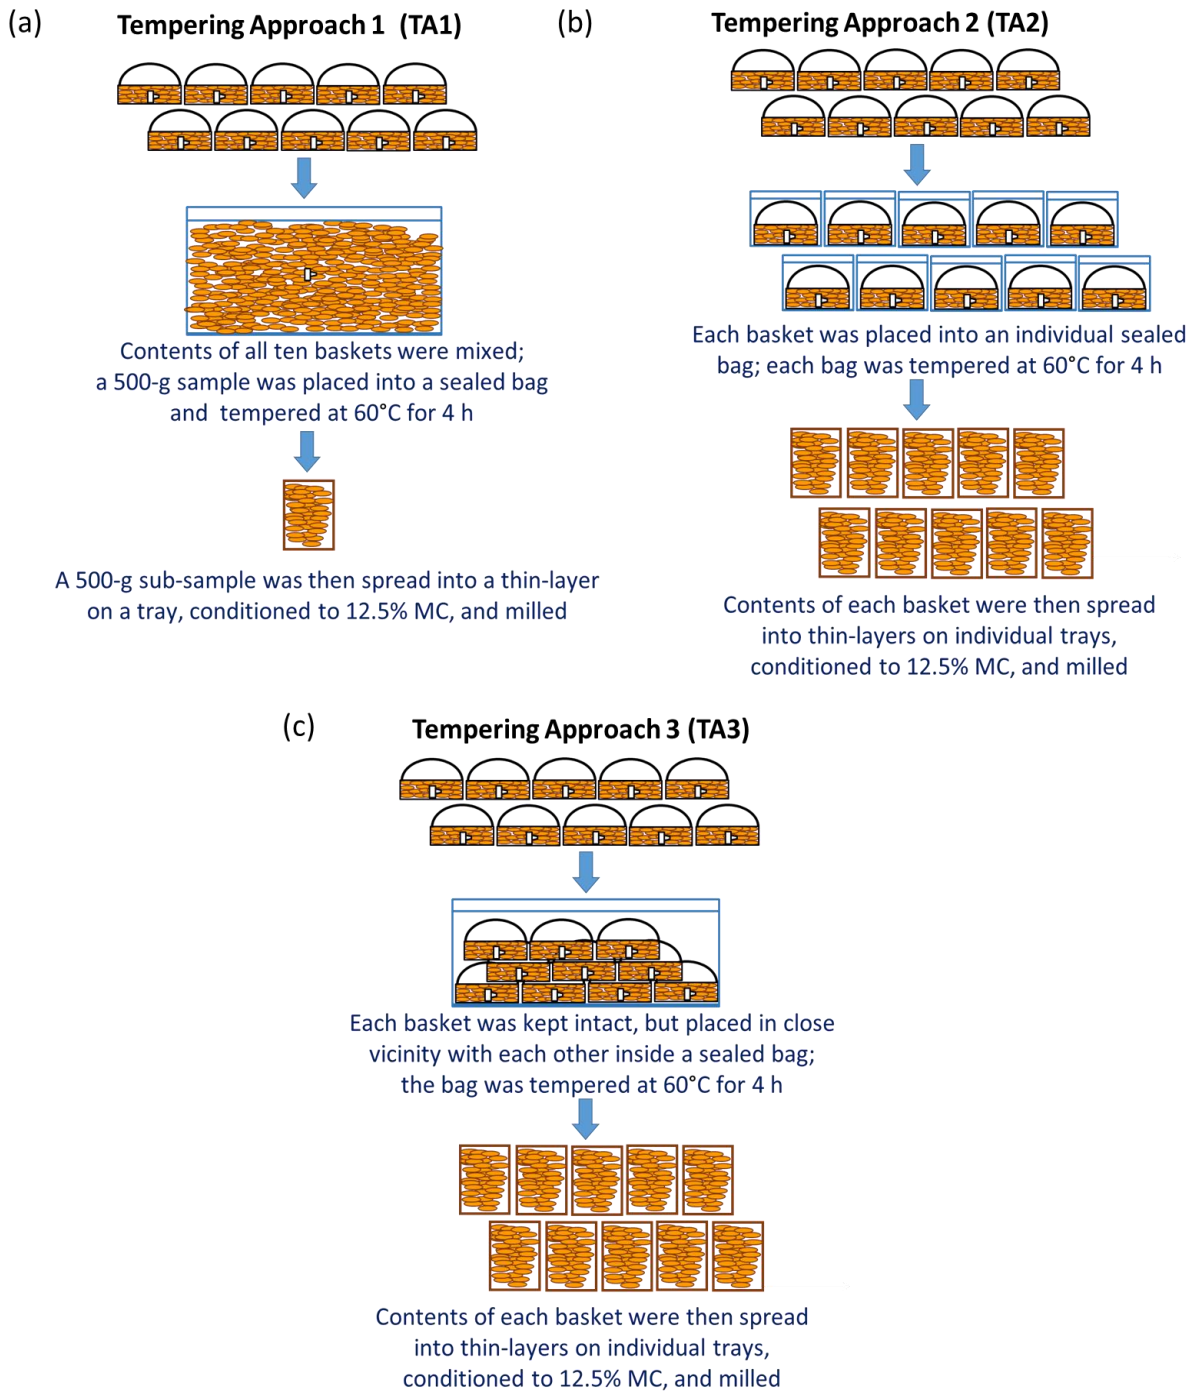 (a)
Tempering Approach 1 (TA1)
Contents of all ten baskets were mixed;
a 500-g sample was placed into a sealed bag
and tempered at 60°C for 4 h
A 500-g sub-sample was then spread into a thin-layer
on a tray, conditioned to 12.5% MC, and milled
(b)
Tempering Approach 2 (TA2)
Each basket was placed into an individual sealed
bag; each bag was tempered at 60°C for 4 h
Contents of each basket were then spread
into thin-layers on individual trays,
conditioned to 12.5% MC, and milled
(c)
Tempering Approach 3 (TA3)
Each basket was kept intact, but placed in close
vicinity with each other inside a sealed bag;
the bag was tempered at 60°C for 4 h
Contents of each basket were then spread
into thin-layers on individual trays,
conditioned to 12.5% MC, and milled